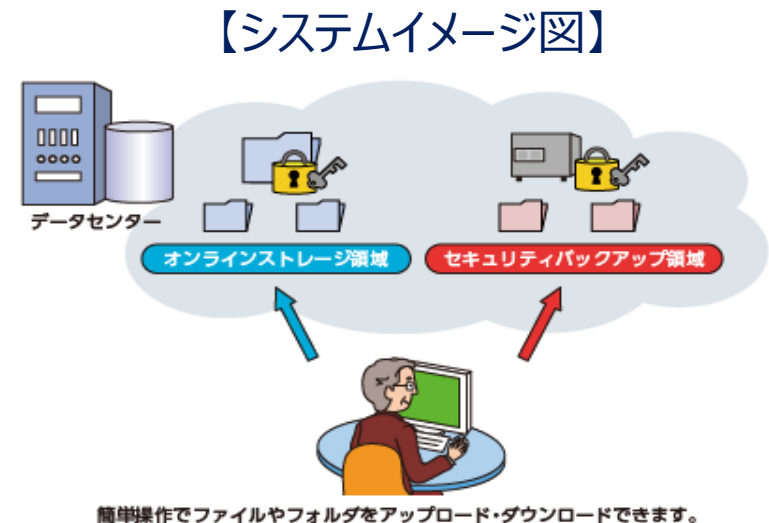 【システムイメージ図】
データセンター
オンラインストレージ領域
セキュリティバックアップ領域
簡単操作でファイルやフォルダをアップロード・ダウンロードできます。